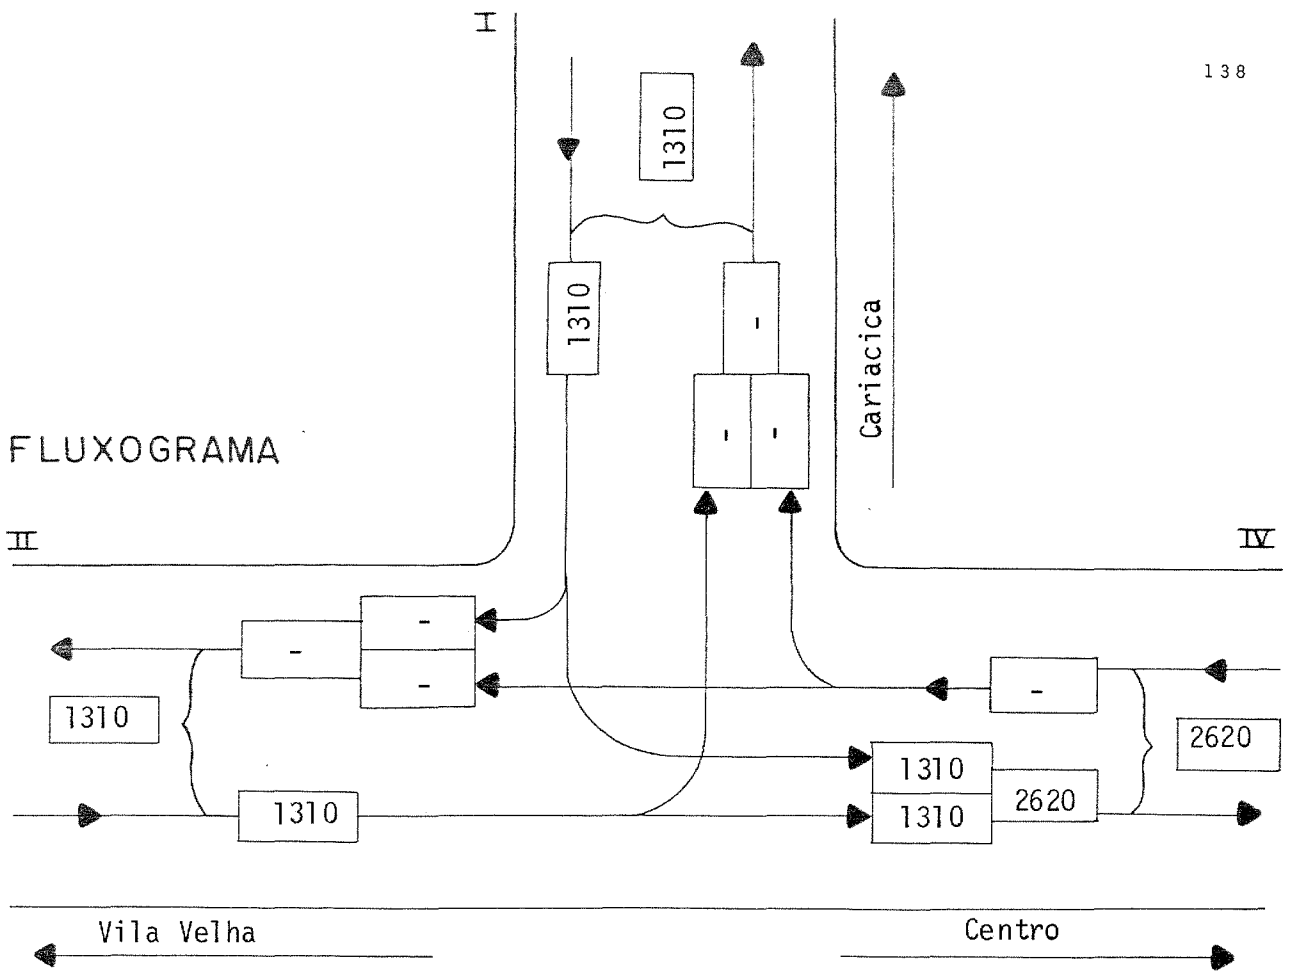 I
138
1310
1310
-
Cariacica
- -
FLUXOGRAMA
II
IV
-
-
-
-
1310
2620
1310
1310
2620
1310
Vila Velha
Centro